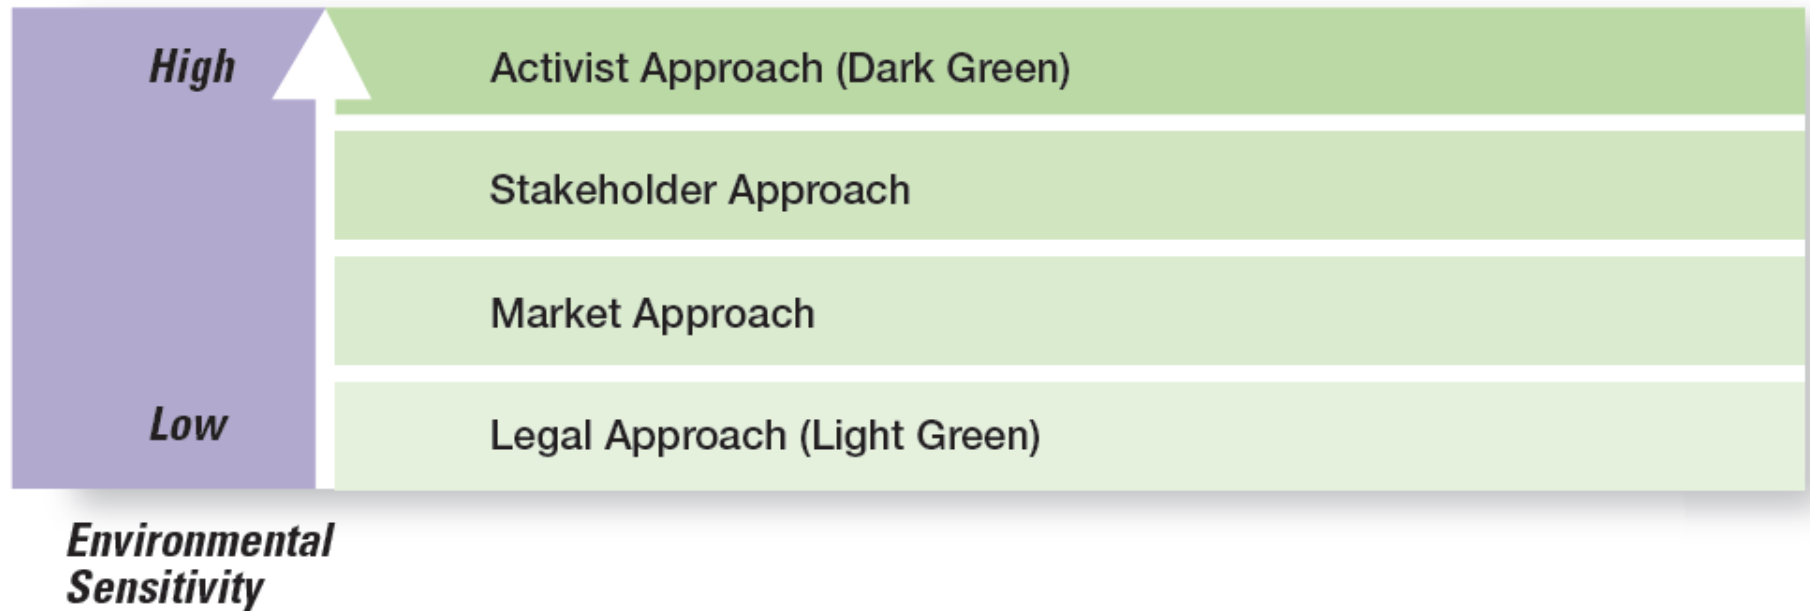 High
Activist Approach (Dark Green)
Stakeholder Approach
Market Approach
Low
Legal Approach (Light Green)
Environmental
Sensitivity